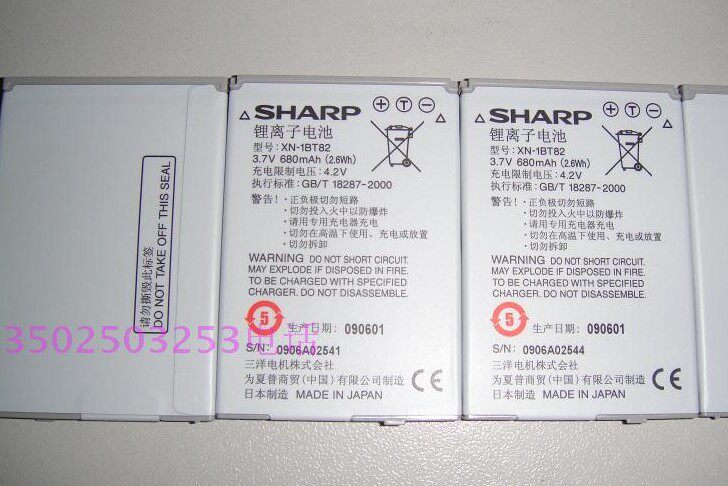 请勿撕毁此标签
DO NOT TAKE OFF THIS SEAL
SHARP
锂离子电池
型号: XN-1BT82
3.7V 680mAh (2.6Wh)
充电限制电压: 4.2V
执行标准: GB/T 18287-2000
警告! · 正负极切勿短路
· 切勿投入火中以防爆炸
· 请用专用充电器充电
· 切勿在高温下使用、充电或放置
· 切勿拆卸
WARNING DO NOT SHORT CIRCUIT.
MAY EXPLODE IF DISPOSED IN FIRE.
TO BE CHARGED WITH SPECIFIED
CHARGER. DO NOT DISASSEMBLE.
5 生产日期: 090601
S/N: 0906A02541
三洋电机株式会社
为夏普商贸(中国)有限公司制造
日本制造 MADE IN JAPAN
CE
SHARP
锂离子电池
型号: XN-1BT82
3.7V 680mAh (2.6Wh)
充电限制电压: 4.2V
执行标准: GB/T 18287-2000
警告! · 正负极切勿短路
· 切勿投入火中以防爆炸
· 请用专用充电器充电
· 切勿在高温下使用、充电或放置
· 切勿拆卸
WARNING DO NOT SHORT CIRCUIT.
MAY EXPLODE IF DISPOSED IN FIRE.
TO BE CHARGED WITH SPECIFIED
CHARGER. DO NOT DISASSEMBLE.
5 生产日期: 090601
S/N: 0906A02544
三洋电机株式会社
为夏普商贸(中国)有限公司制造
日本制造 MADE IN JAPAN
CE
3502503253电话